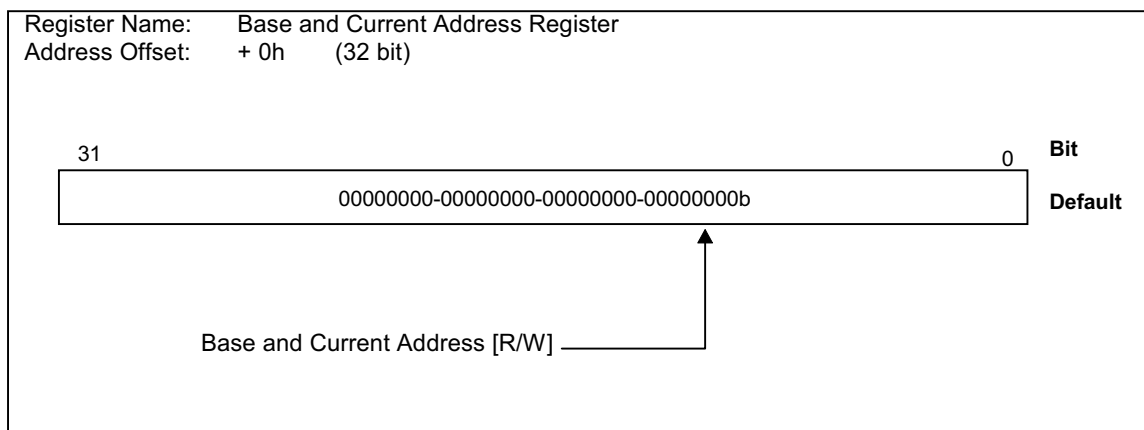 Register Name: Base and Current Address Register
Address Offset: + 0h (32 bit)
31 0 Bit
00000000-00000000-00000000-00000000b Default
Base and Current Address [R/W]